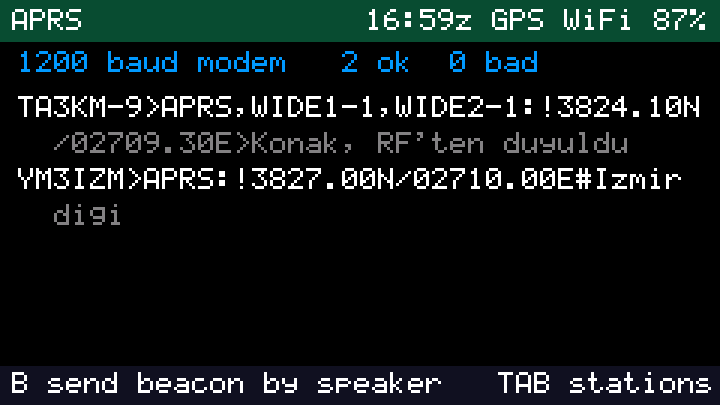 APRS 16:59z GPS WiFi 87%
1200 baud modem 2 ok 0 bad
TA3KM-9>APRS,WIDE1-1,WIDE2-1:!3824.10N
/02709.30E>Konak, RF'ten duyuldu
YM3IZM>APRS:!3827.00N/02710.00E#Izmir
digi
B send beacon by speaker TAB stations